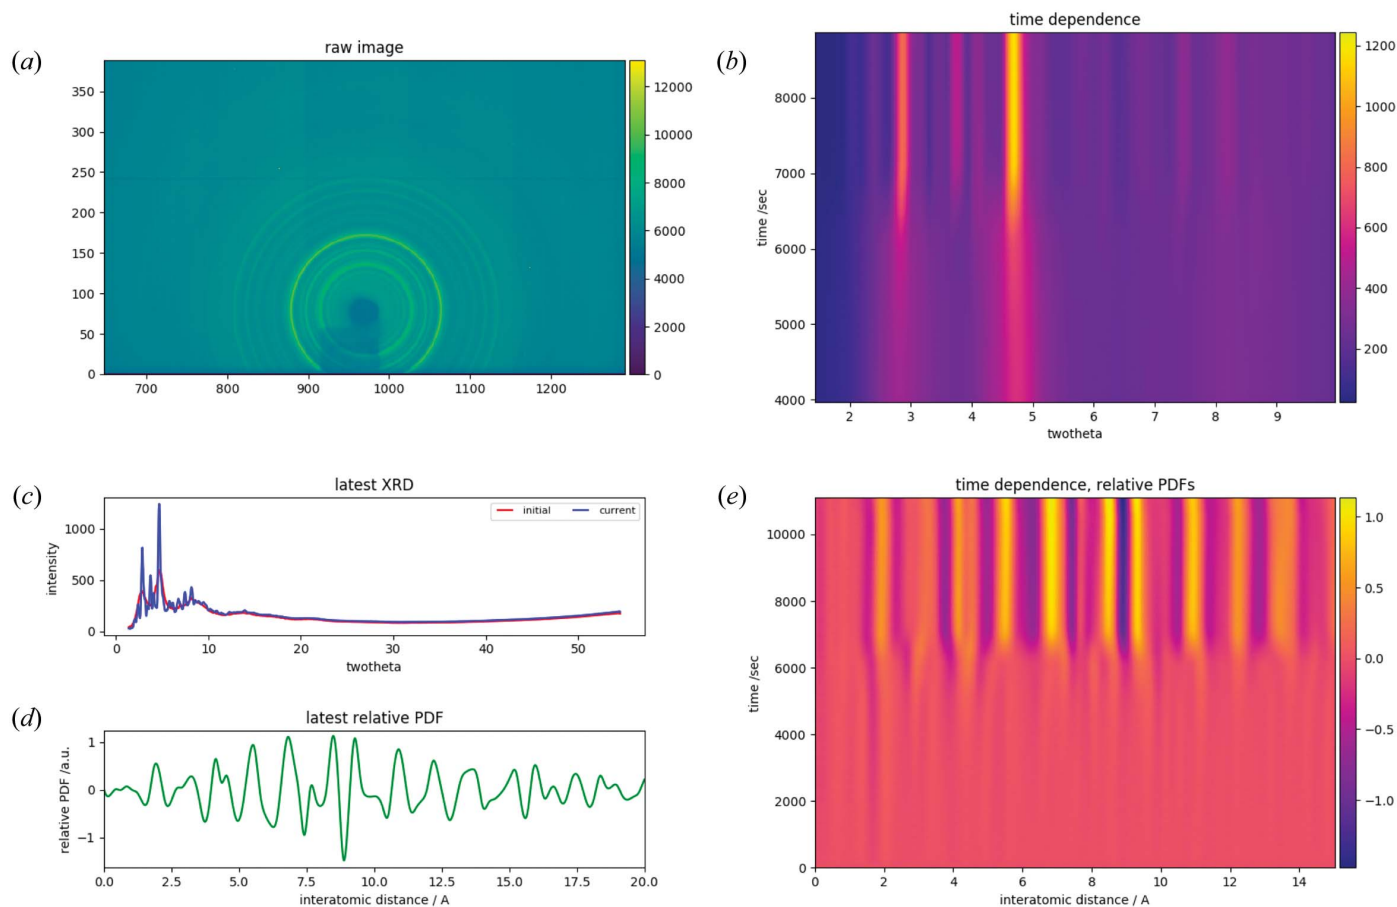 (a)
raw image
350
300
250
200
150
100
50
0
700 800 900 1000 1100 1200
12000
10000
8000
6000
4000
2000
0
(b)
time dependence
time /sec
8000
7000
6000
5000
4000
2 3 4 5 6 7 8 9
twotheta
1200
1000
800
600
400
200
(c)
latest XRD
initial current
intensity
1000
500
0
0 10 20 30 40 50
twotheta
(d)
latest relative PDF
relative PDF /a.u.
1
0
−1
0.0 2.5 5.0 7.5 10.0 12.5 15.0 17.5 20.0
interatomic distance / A
(e)
time dependence, relative PDFs
time /sec
10000
8000
6000
4000
2000
0
0 2 4 6 8 10 12 14
interatomic distance / A
1.0
0.5
0.0
−0.5
−1.0